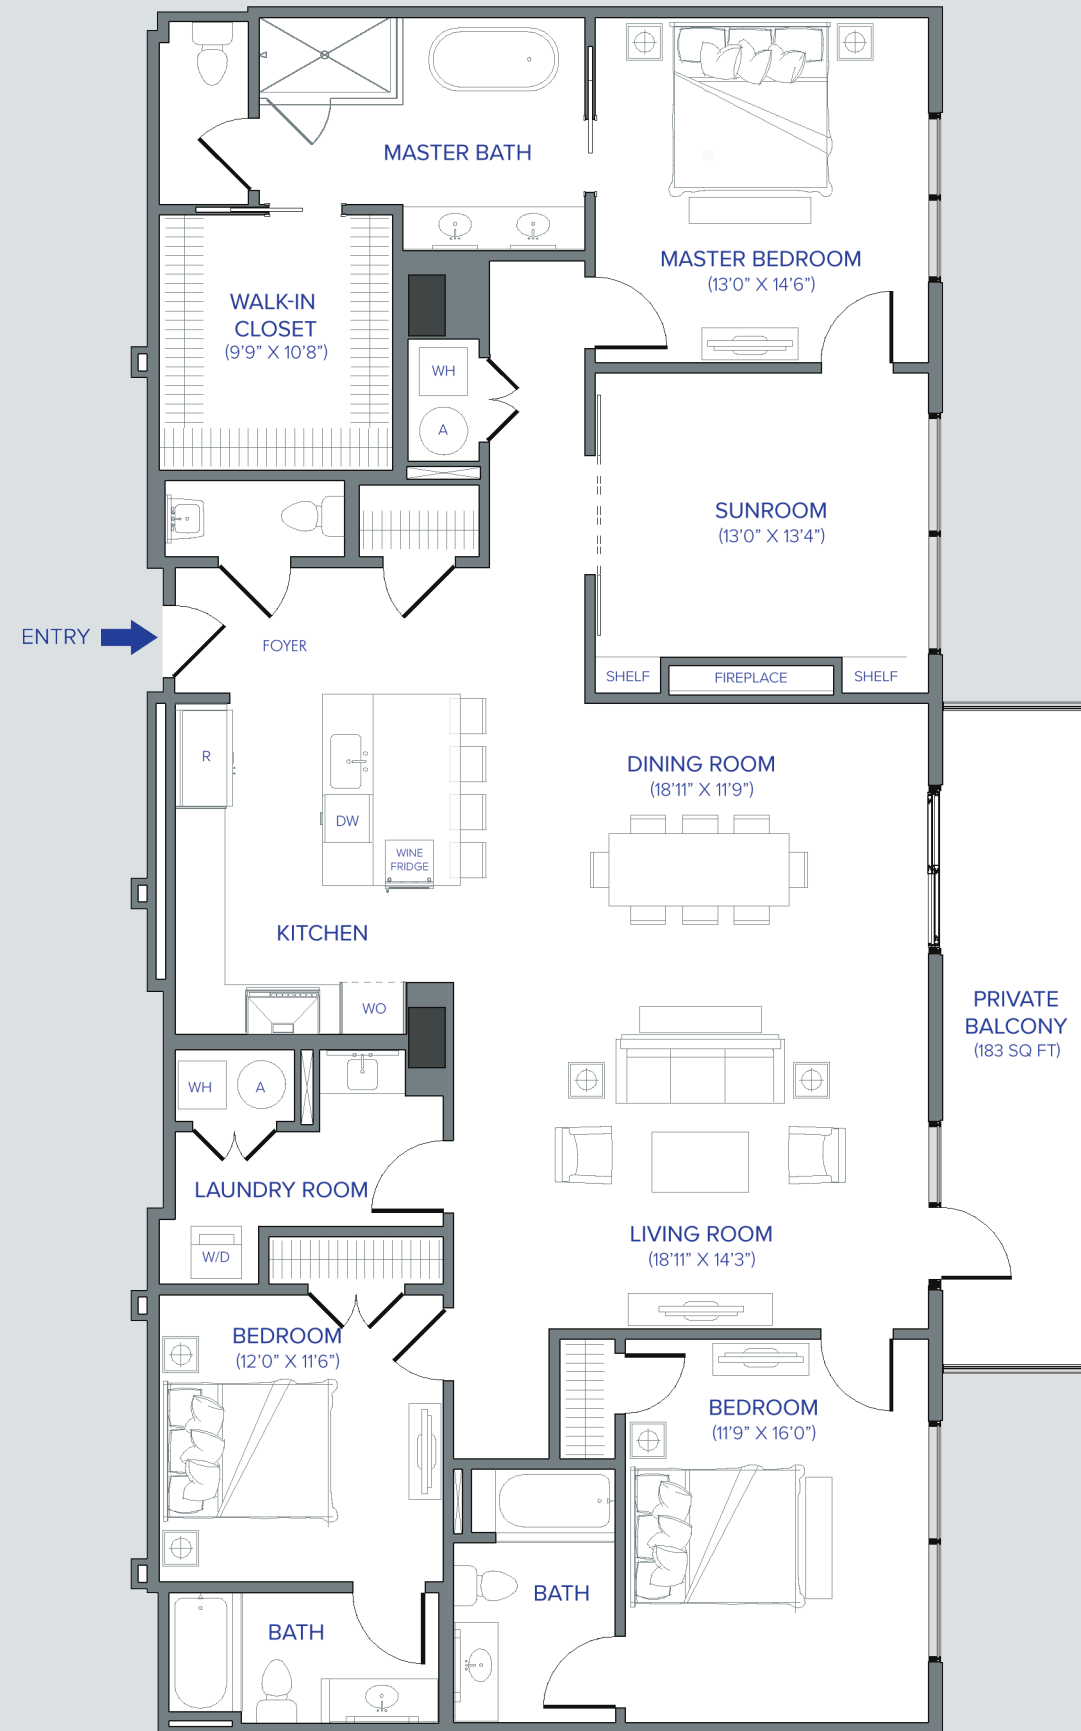 MASTER BATH
MASTER BEDROOM
(13'0" X 14'6")
WALK-IN
CLOSET
(9'9" X 10'8")
WH
A
SUNROOM
(13'0" X 13'4")
ENTRY
FOYER
SHELF
FIREPLACE
SHELF
R
DINING ROOM
(18'11" X 11'9")
DW
WINE
FRIDGE
KITCHEN
WO
PRIVATE
BALCONY
(183 SQ FT)
WH
A
LAUNDRY ROOM
LIVING ROOM
(18'11" X 14'3")
W/D
BEDROOM
(12'0" X 11'6")
BEDROOM
(11'9" X 16'0")
BATH
BATH